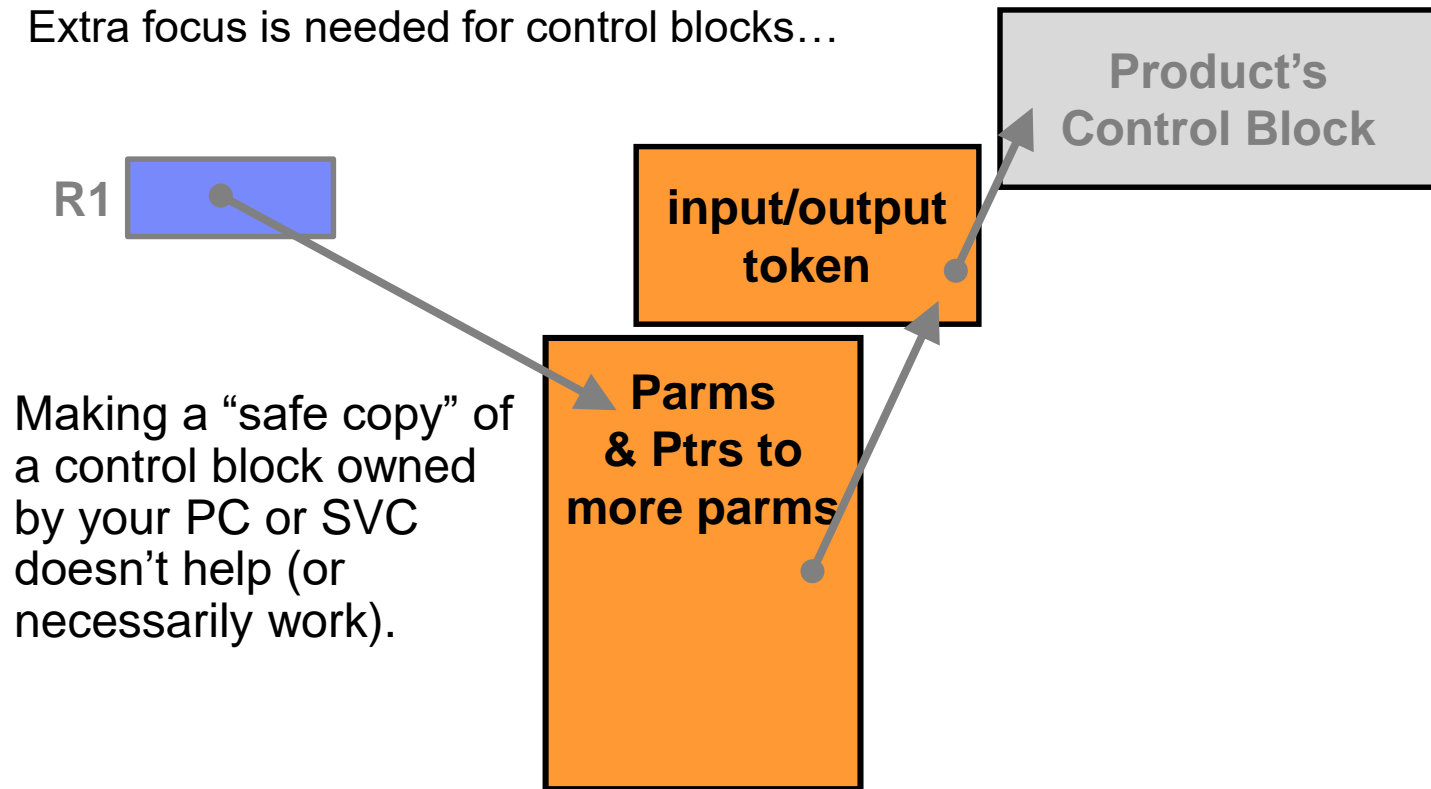 Extra focus is needed for control blocks…
Product’s
Control Block
R1
input/output
token
Parms
& Ptrs to
more parms
Making a “safe copy” of
a control block owned
by your PC or SVC
doesn’t help (or
necessarily work).